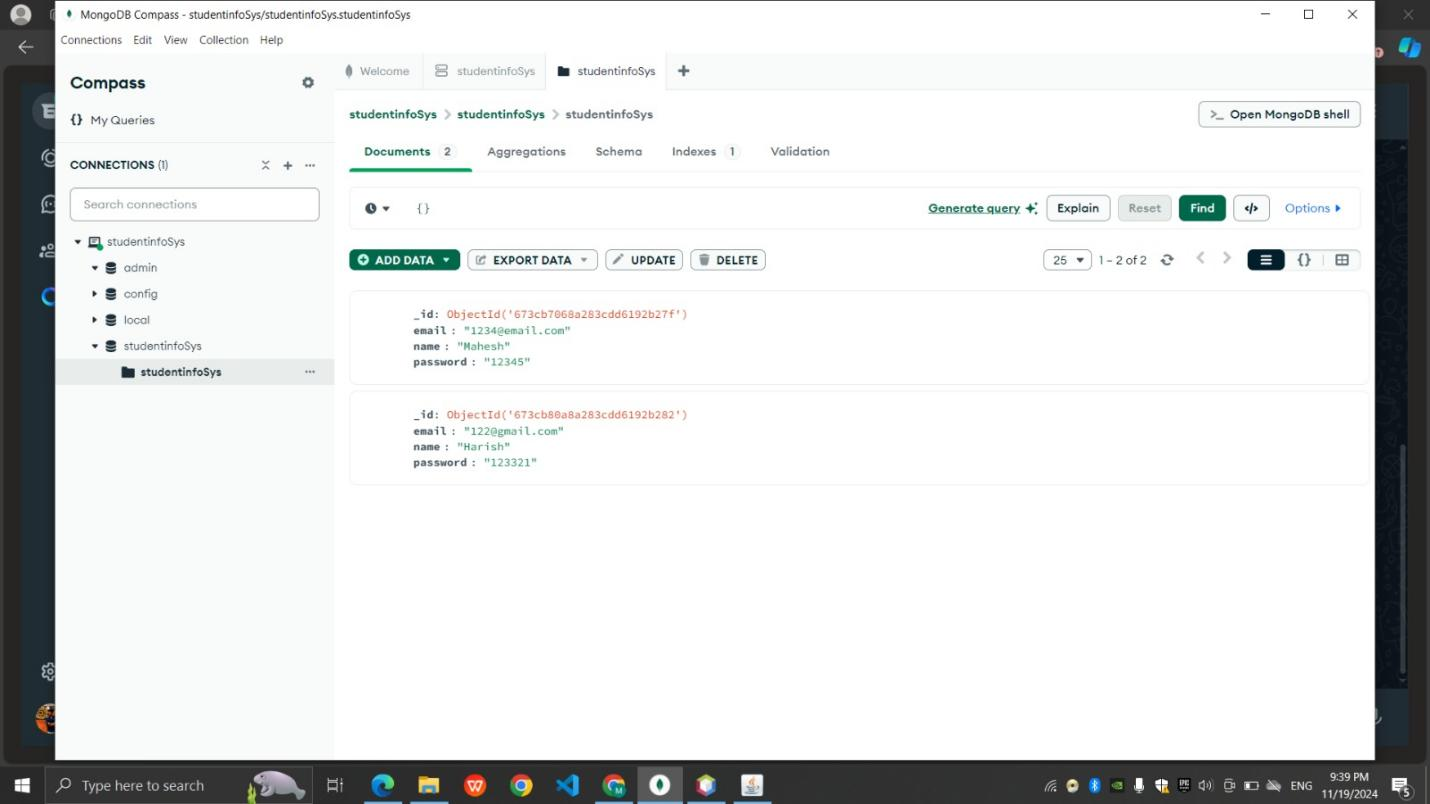 MongoDB Compass - studentinfoSys/studentinfoSys.studentinfoSys
Connections Edit View Collection Help
Compass
{} My Queries
CONNECTIONS (1)
Search connections
studentinfoSys
admin
config
local
studentinfoSys
studentinfoSys
Welcome studentinfoSys studentinfoSys
studentinfoSys > studentinfoSys > studentinfoSys
>_ Open MongoDB shell
Documents 2 Aggregations Schema Indexes 1 Validation
{} Generate query Explain Reset Find </> Options
ADD DATA EXPORT DATA UPDATE DELETE 25 1 – 2 of 2 {}
_id: ObjectId('673cb7068a283cdd6192b27f')
email : "1234@email.com"
name : "Mahesh"
password : "12345"
_id: ObjectId('673cb80a8a283cdd6192b282')
email : "122@gmail.com"
name : "Harish"
password : "123321"
Type here to search
ENG
9:39 PM
11/19/2024
5